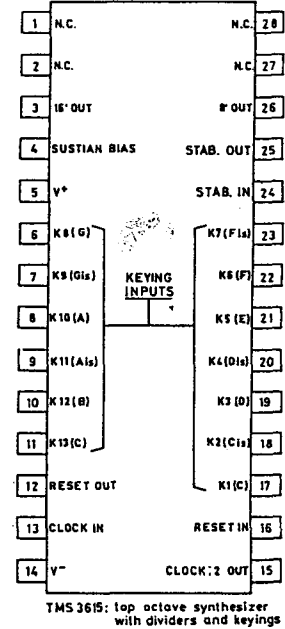 1 N.C. N.C. 28
2 N.C. N.C. 27
3 16' OUT 8' OUT 26
4 SUSTIAN BIAS STAB. OUT 25
5 V+ STAB. IN 24
6 K8(G) K7(FIs) 23
7 K9(Gis) KEYING K6(F) 22
INPUTS
8 K10(A) K5(E) 21
9 K11(Ais) K4(DIs) 20
10 K12(B) K3(D) 19
11 K13(C) K2(Cis) 18
K1(C) 17
12 RESET OUT
13 CLOCK IN RESET IN 16
14 V- CLOCK:2 OUT 15
TMS 3615: top octave synthesizer
with dividers and keyings